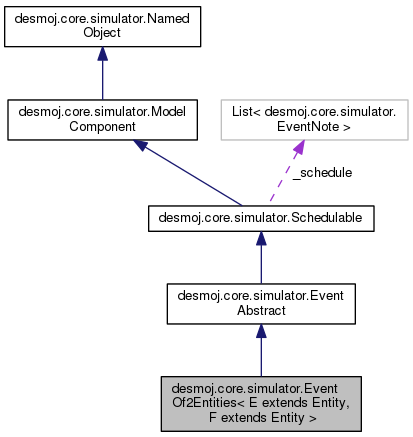 desmoj.core.simulator.Named
Object
desmoj.core.simulator.Model
Component
List< desmoj.core.simulator.
EventNote >
_schedule
desmoj.core.simulator.Schedulable
desmoj.core.simulator.Event
Abstract
desmoj.core.simulator.Event
Of2Entities< E extends Entity,
F extends Entity >